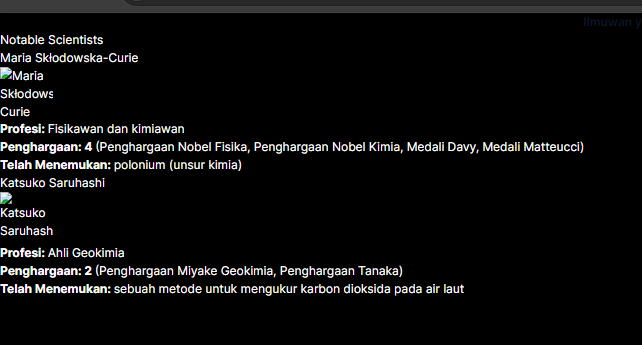 Ilmuwan y
Notable Scientists
Maria Skłodowska-Curie
Maria
Skłodows
Curie
Profesi: Fisikawan dan kimiawan
Penghargaan: 4 (Penghargaan Nobel Fisika, Penghargaan Nobel Kimia, Medali Davy, Medali Matteucci)
Telah Menemukan: polonium (unsur kimia)
Katsuko Saruhashi
Katsuko
Saruhash
Profesi: Ahli Geokimia
Penghargaan: 2 (Penghargaan Miyake Geokimia, Penghargaan Tanaka)
Telah Menemukan: sebuah metode untuk mengukur karbon dioksida pada air laut